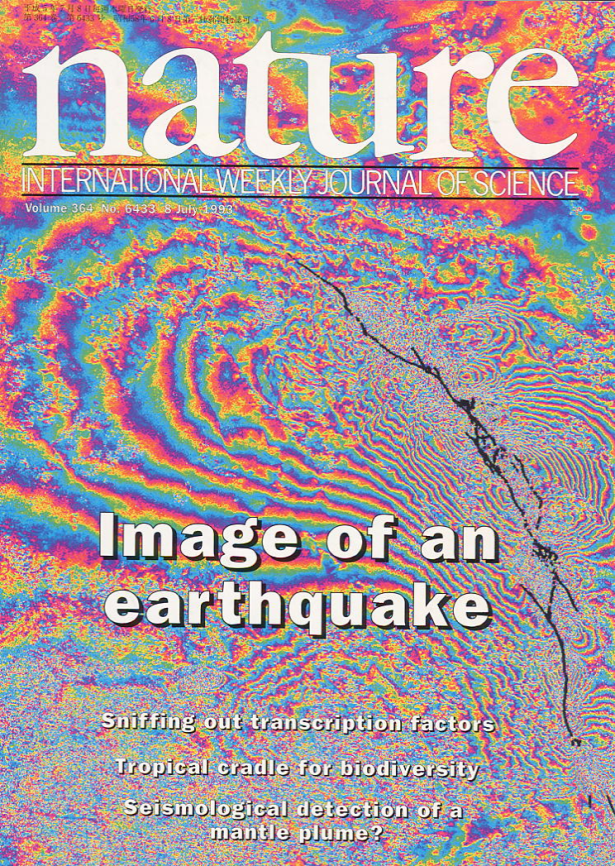 nature
INTERNATIONAL WEEKLY JOURNAL OF SCIENCE
Volume 364 No. 6433 8 July 1993
Image of an
earthquake
Sniffing out transcription factors
Tropical cradle for biodiversity
Seismological detection of a
mantle plume?